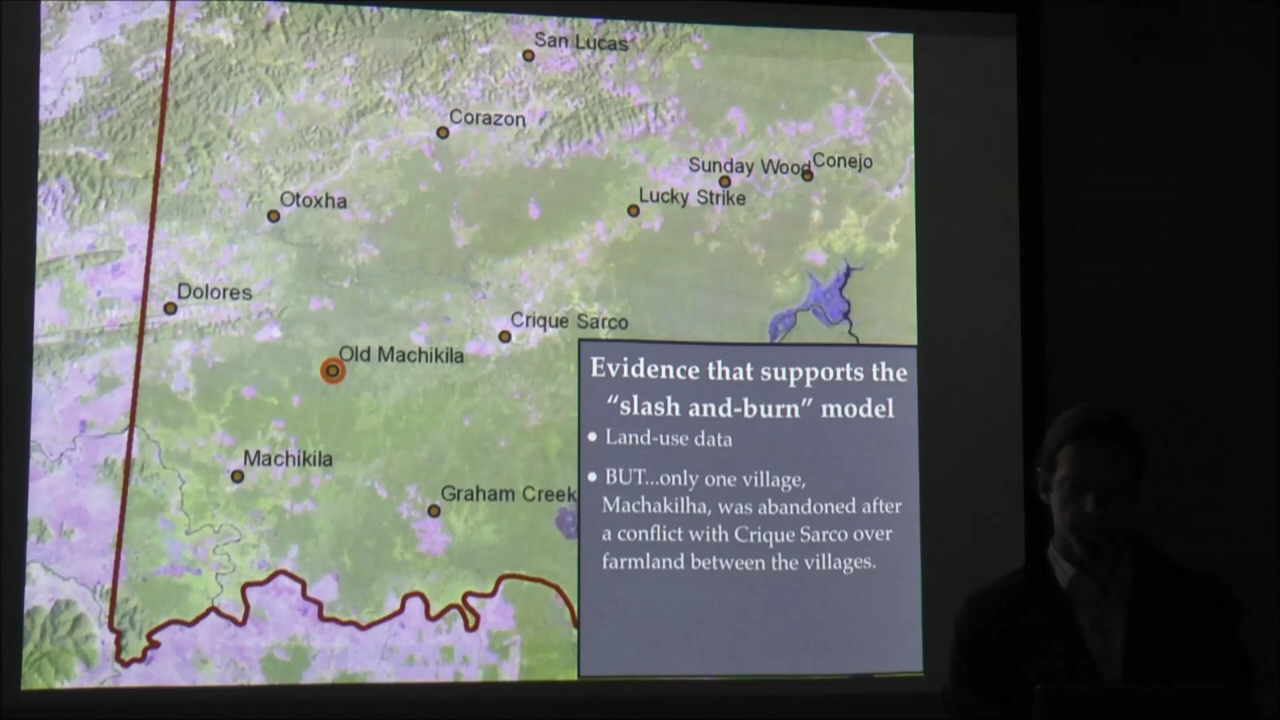 San Lucas
Corazon
Sunday Wood
Conejo
Lucky Strike
Otoxha
Dolores
Crique Sarco
Old Machikila
Machikila
Graham Creek
Evidence that supports the
“slash and-burn” model
• Land-use data
• BUT...only one village,
Machakilha, was abandoned after
a conflict with Crique Sarco over
farmland between the villages.